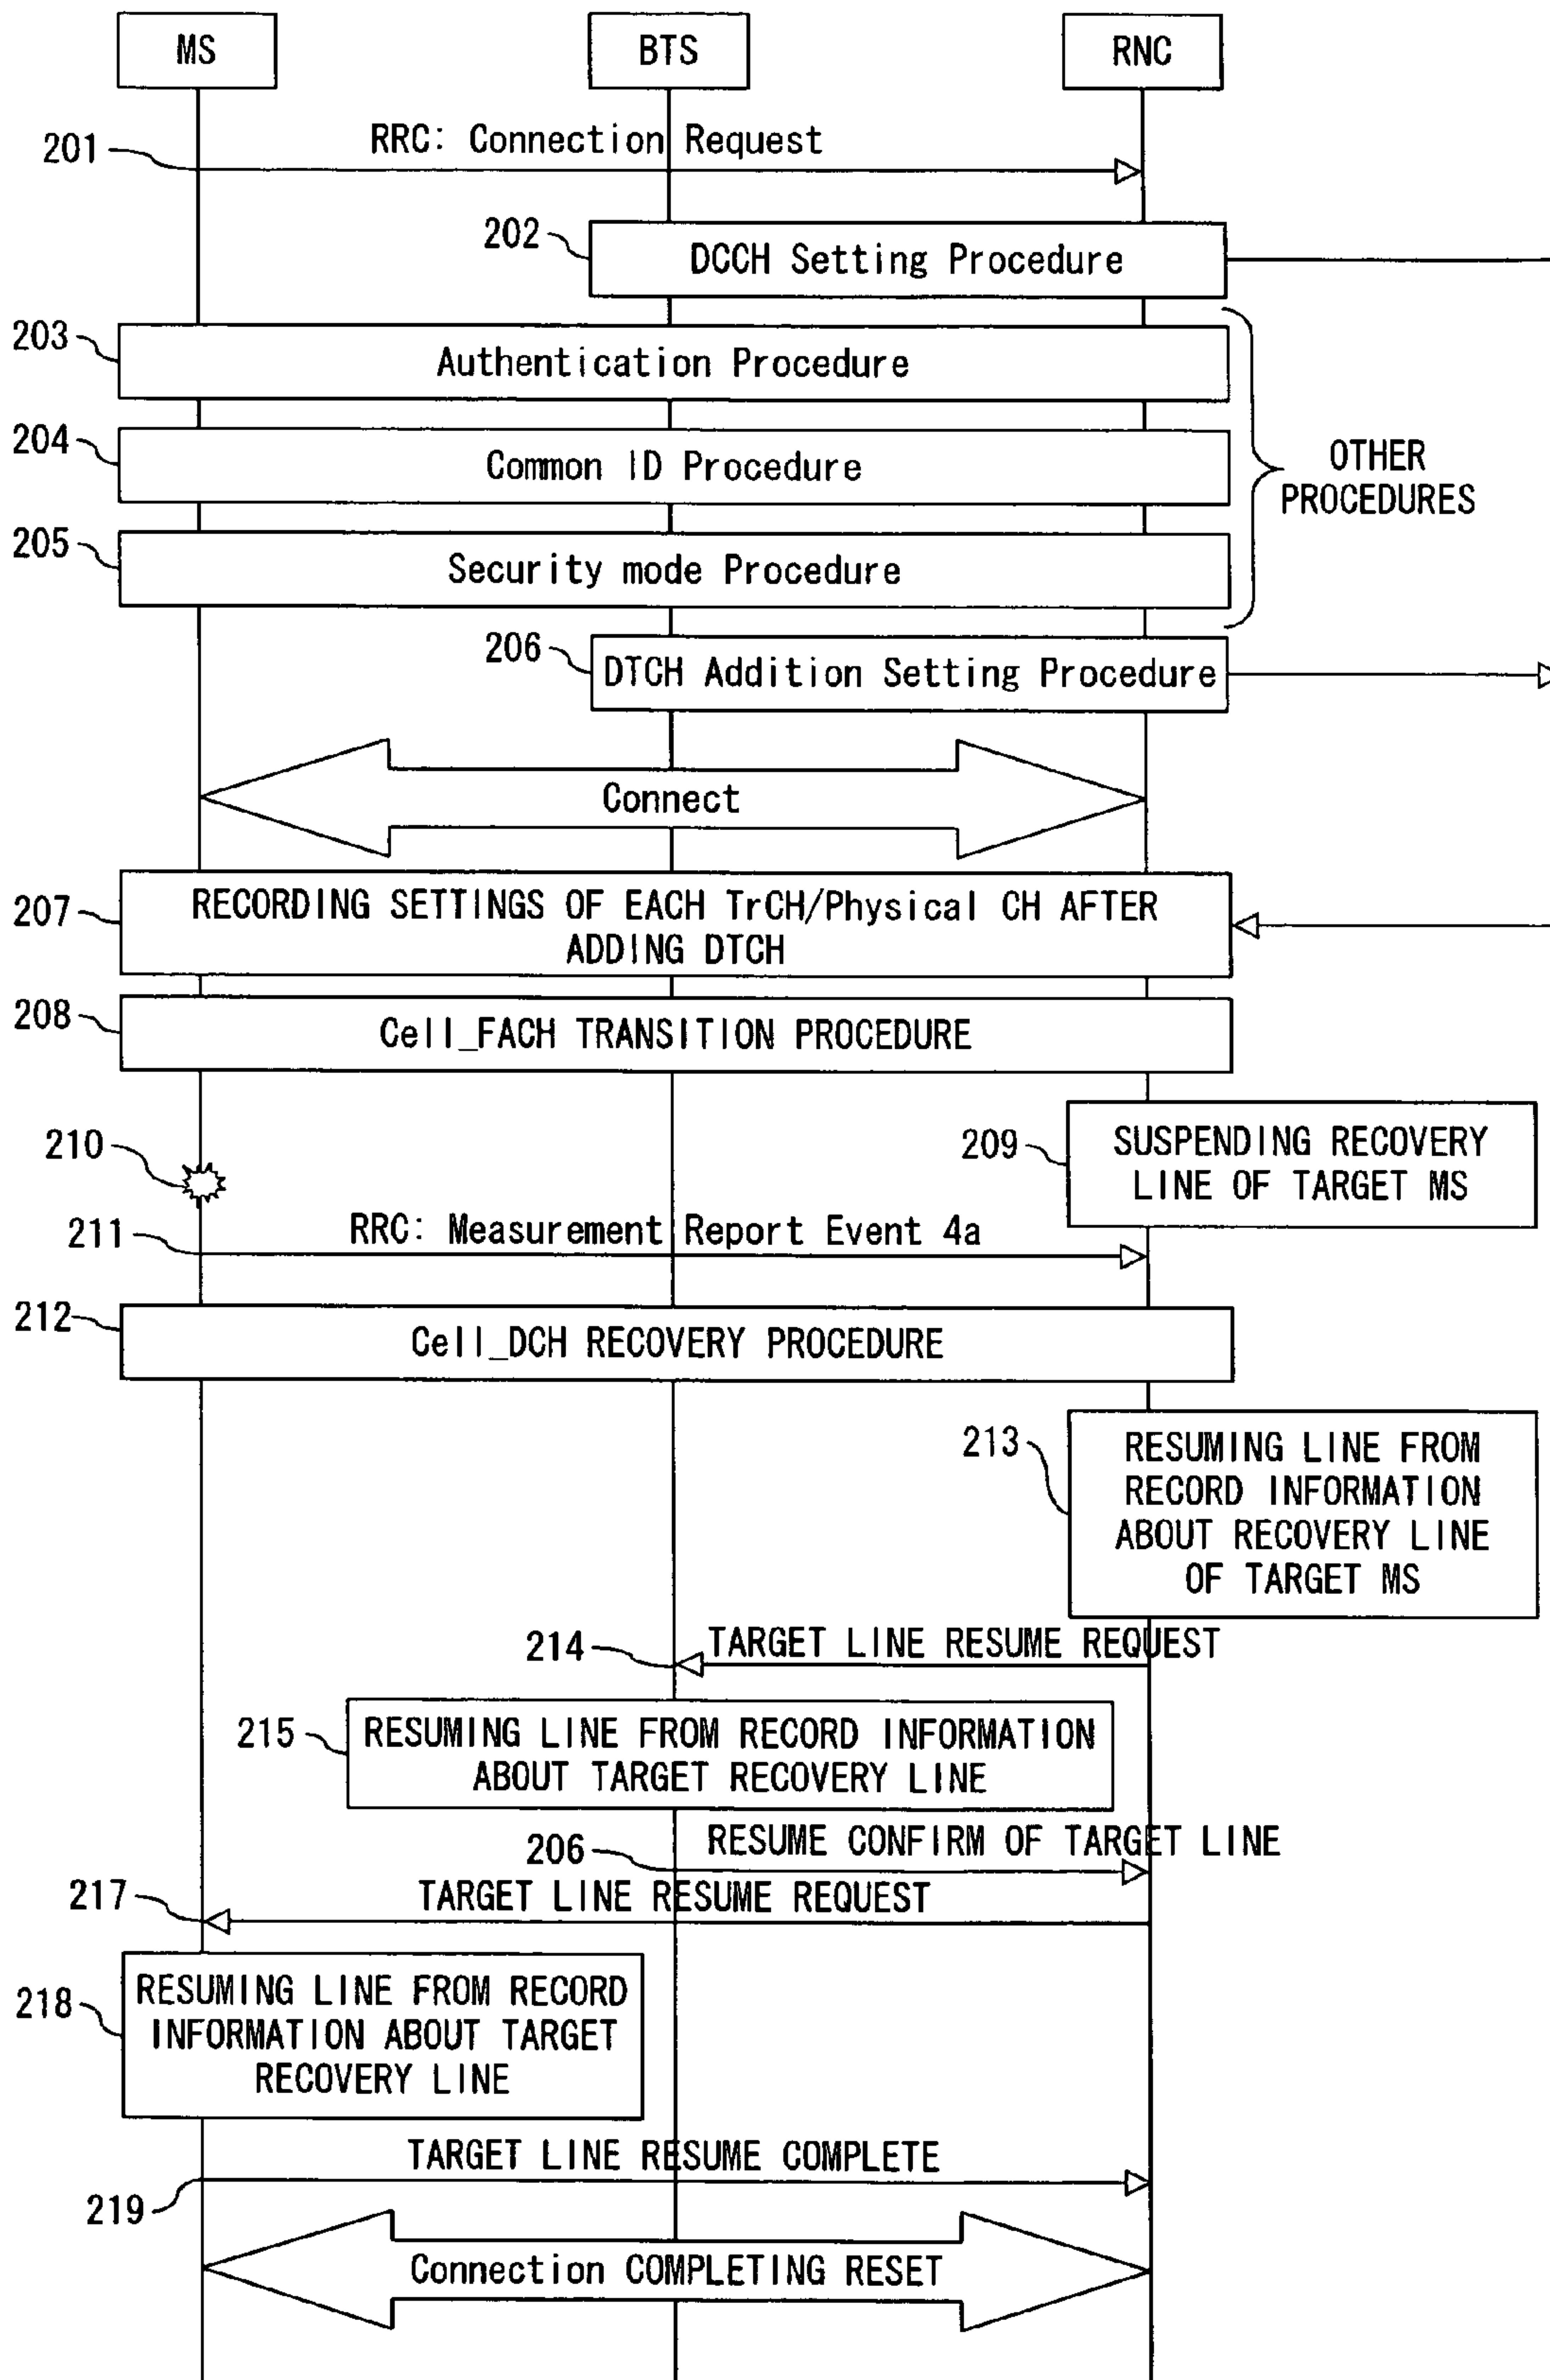 MS
BTS
RNC
201
RRC: Connection Request
202
DCCH Setting Procedure
203
Authentication Procedure
204
Common ID Procedure
OTHER
PROCEDURES
205
Security mode Procedure
206
DTCH Addition Setting Procedure
Connect
207
RECORDING SETTINGS OF EACH TrCH/Physical CH AFTER
ADDING DTCH
208
Cell_FACH TRANSITION PROCEDURE
209
SUSPENDING RECOVERY
LINE OF TARGET MS
210
211
RRC: Measurement Report Event 4a
212
Cell_DCH RECOVERY PROCEDURE
213
RESUMING LINE FROM
RECORD INFORMATION
ABOUT RECOVERY LINE
OF TARGET MS
214
TARGET LINE RESUME REQUEST
215
RESUMING LINE FROM RECORD INFORMATION
ABOUT TARGET RECOVERY LINE
206
RESUME CONFIRM OF TARGET LINE
217
TARGET LINE RESUME REQUEST
218
RESUMING LINE FROM RECORD
INFORMATION ABOUT TARGET
RECOVERY LINE
TARGET LINE RESUME COMPLETE
219
Connection COMPLETING RESET